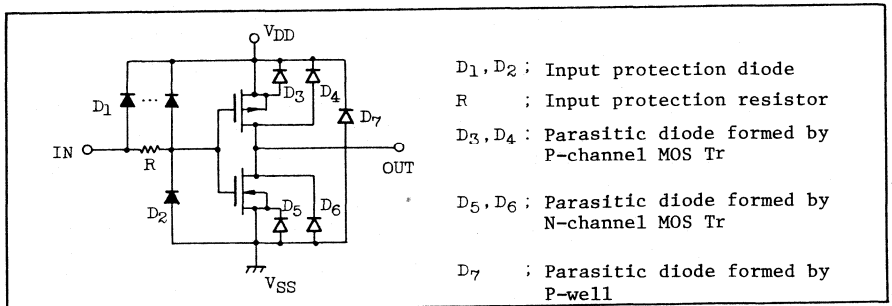 VDD
D1
D3
D4
D7
IN
R
OUT
D2
D5
D6
VSS
D1, D2 ; Input protection diode
R ; Input protection resistor
D3, D4 : Parasitic diode formed by
P-channel MOS Tr
D5, D6 ; Parasitic diode formed by
N-channel MOS Tr
D7 ; Parasitic diode formed by
P-well